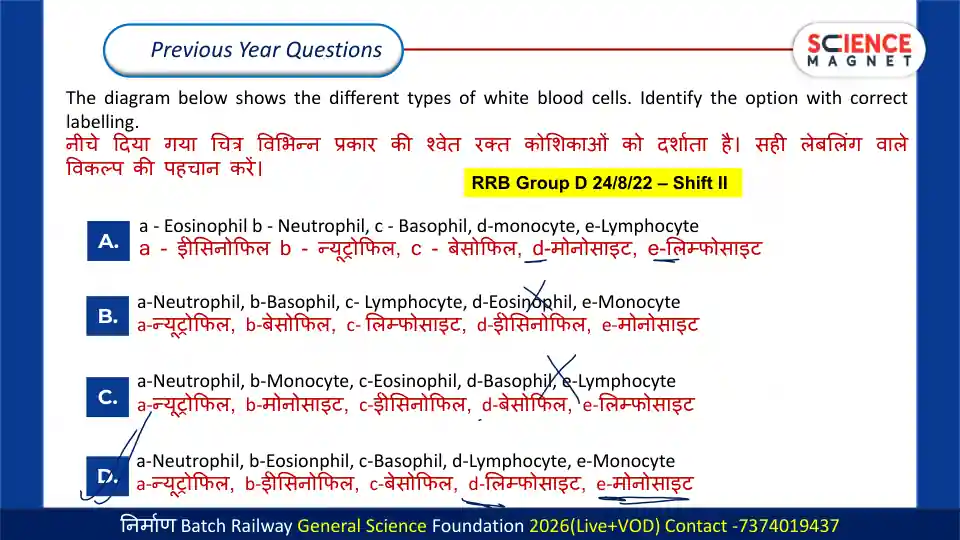 Previous Year Questions
SCIENCE
MAGNET
The diagram below shows the different types of white blood cells. Identify the option with correct
labelling.
नीचे दिया गया चित्र विभिन्न प्रकार की श्वेत रक्त कोशिकाओं को दर्शाता है। सही लेबलिंग वाले
विकल्प की पहचान करें।
RRB Group D 24/8/22 – Shift II
A.
a - Eosinophil b - Neutrophil, c - Basophil, d-monocyte, e-Lymphocyte
a - ईोसिनोफिल b - न्यूट्रोफिल, c - बेसोफिल, d-मोनोसाइट, e-लिम्फोसाइट
B.
a-Neutrophil, b-Basophil, c- Lymphocyte, d-Eosinophil, e-Monocyte
a-न्यूट्रोफिल, b-बेसोफिल, c- लिम्फोसाइट, d-ईोसिनोफिल, e-मोनोसाइट
C.
a-Neutrophil, b-Monocyte, c-Eosinophil, d-Basophil, e-Lymphocyte
a-न्यूट्रोफिल, b-मोनोसाइट, c-ईोसिनोफिल, d-बेसोफिल, e-लिम्फोसाइट
D.
a-Neutrophil, b-Eosionphil, c-Basophil, d-Lymphocyte, e-Monocyte
a-न्यूट्रोफिल, b-ईोसिनोफिल, c-बेसोफिल, d-लिम्फोसाइट, e-मोनोसाइट
निर्माण Batch Railway General Science Foundation 2026(Live+VOD) Contact -7374019437